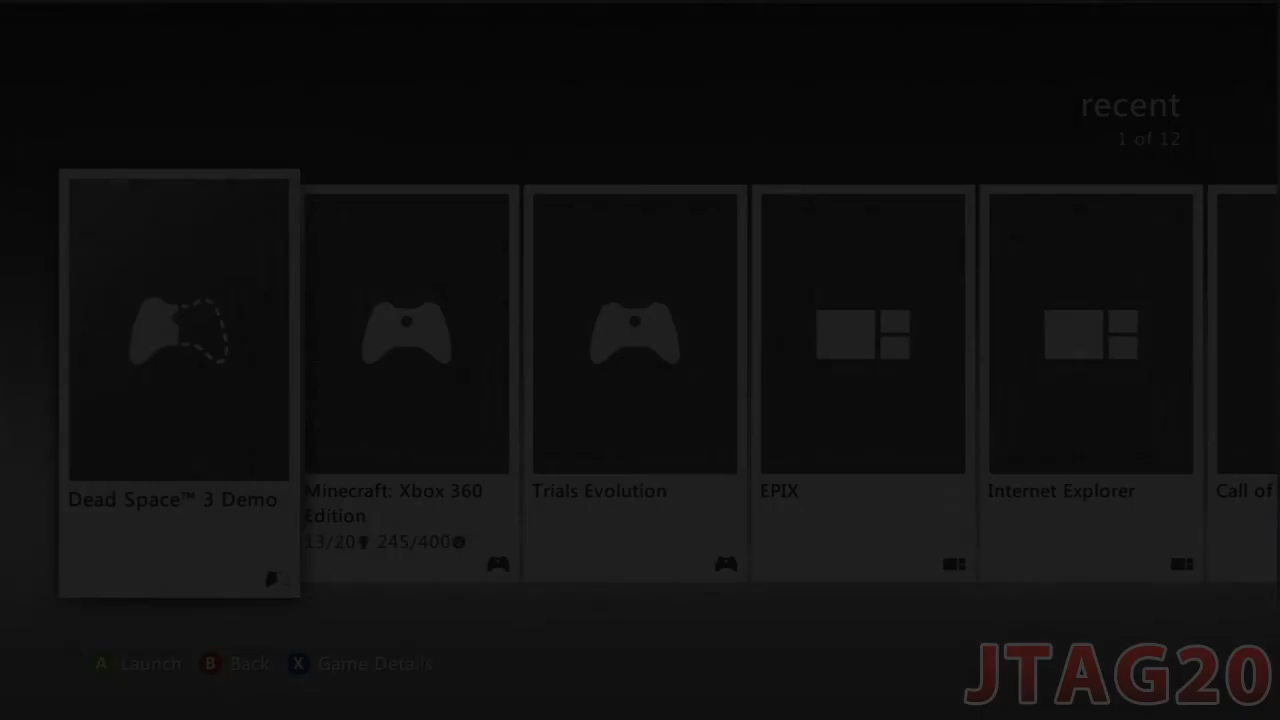 recent
1 of 12
Dead Space™ 3 Demo
Minecraft: Xbox 360
Edition
13/20 245/400
Trials Evolution
EPIX
Internet Explorer
Call of
A Launch B Back X Game Details
JTAG20